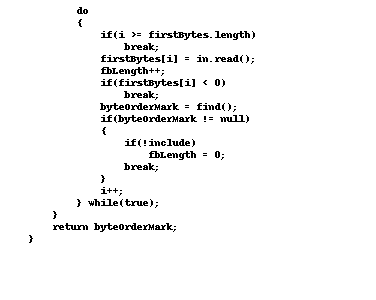 do
{
if(i >= firstBytes.length)
break;
firstBytes[i] = in.read();
fbLength++;
if(firstBytes[i] < 0)
break;
byteOrderMark = find();
if(byteOrderMark != null)
{
if(!include)
fbLength = 0;
break;
}
i++;
} while(true);
}
return byteOrderMark;
}